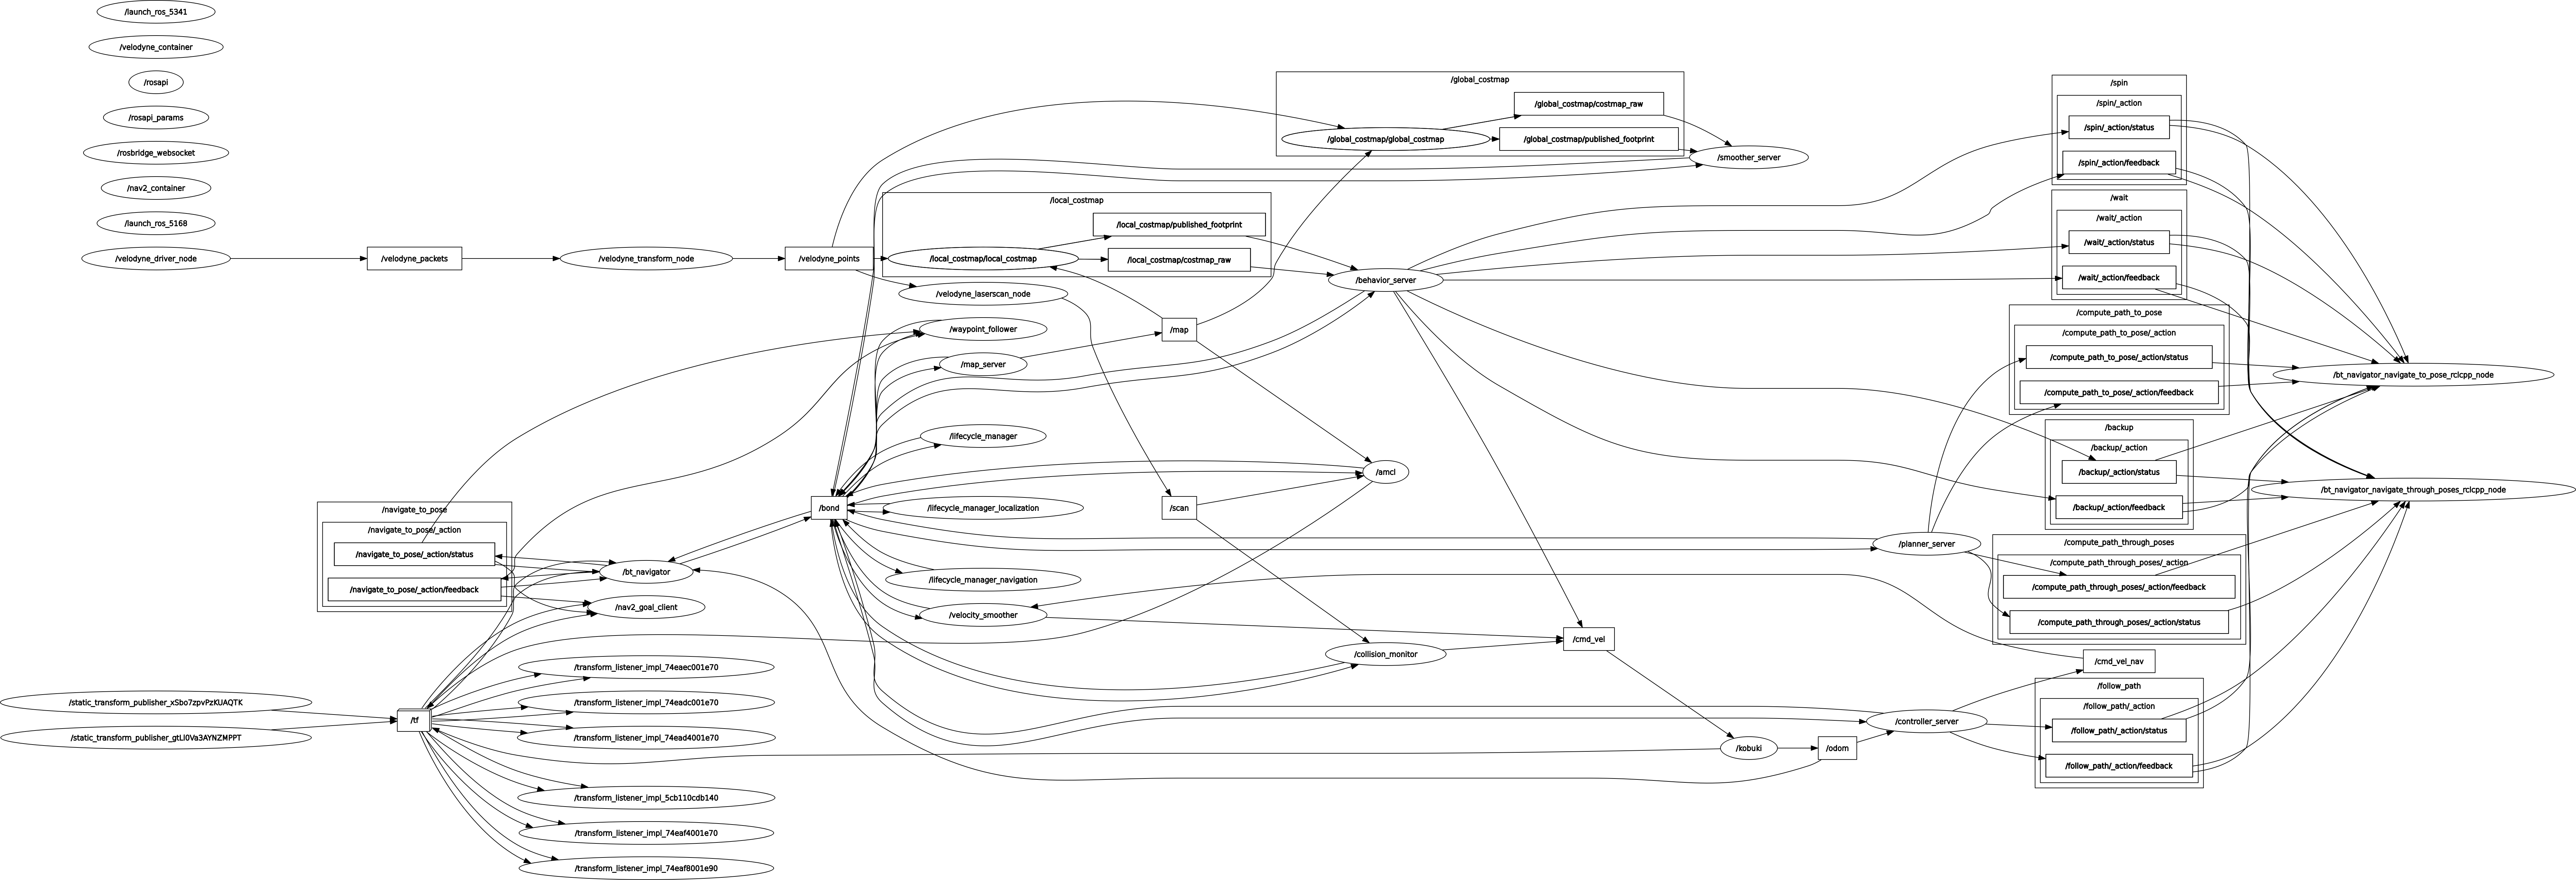 /launch_ros_5341
/velodyne_container
/rosapi
/rosapi_params
/rosbridge_websocket
/nav2_container
/launch_ros_5168
/velodyne_driver_node
/velodyne_packets
/velodyne_transform_node
/velodyne_points
/global_costmap
/global_costmap/costmap_raw
/global_costmap/global_costmap
/global_costmap/published_footprint
/smoother_server
/local_costmap
/local_costmap/published_footprint
/local_costmap/local_costmap
/local_costmap/costmap_raw
/behavior_server
/velodyne_laserscan_node
/waypoint_follower
/map
/map_server
/lifecycle_manager
/amcl
/bond
/lifecycle_manager_localization
/scan
/lifecycle_manager_navigation
/velocity_smoother
/collision_monitor
/cmd_vel
/navigate_to_pose
/navigate_to_pose/_action
/navigate_to_pose/_action/status
/navigate_to_pose/_action/feedback
/bt_navigator
/nav2_goal_client
/static_transform_publisher_xSbo7zpvPzKUAQTK
/static_transform_publisher_gtLl0Va3AYNZMPPT
/tf
/transform_listener_impl_74eaec001e70
/transform_listener_impl_74eadc001e70
/transform_listener_impl_74ead4001e70
/transform_listener_impl_5cb110cdb140
/transform_listener_impl_74eaf4001e70
/transform_listener_impl_74eaf8001e90
/kobuki
/odom
/planner_server
/controller_server
/spin
/spin/_action
/spin/_action/status
/spin/_action/feedback
/wait
/wait/_action
/wait/_action/status
/wait/_action/feedback
/compute_path_to_pose
/compute_path_to_pose/_action
/compute_path_to_pose/_action/status
/compute_path_to_pose/_action/feedback
/backup
/backup/_action
/backup/_action/status
/backup/_action/feedback
/compute_path_through_poses
/compute_path_through_poses/_action
/compute_path_through_poses/_action/feedback
/compute_path_through_poses/_action/status
/cmd_vel_nav
/follow_path
/follow_path/_action
/follow_path/_action/status
/follow_path/_action/feedback
/bt_navigator_navigate_to_pose_rclcpp_node
/bt_navigator_navigate_through_poses_rclcpp_node